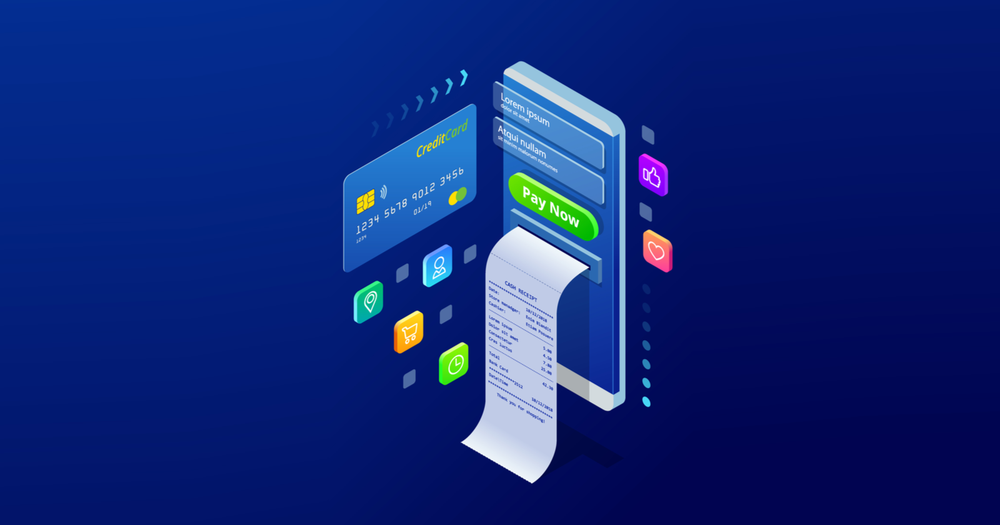 CreditCard
1234 5678 9012 3456
01/19
1234
Lorem ipsum
dolor sit amet
Atqui nullam
sit minim malorum nonumes
Pay Now
CASH RECEIPT
Date: 10/12/2018
Store manadger: Enim Blandit
Cashier: Etiam Posuere
Lorem ipsum 5.00
Dolor sit amet 4.50
Consectetur 7.80
Cras luctus 25.00
Total 42.30
Bank Card
************2512
Date\Time 10/12/2018
Thank you for shopping!